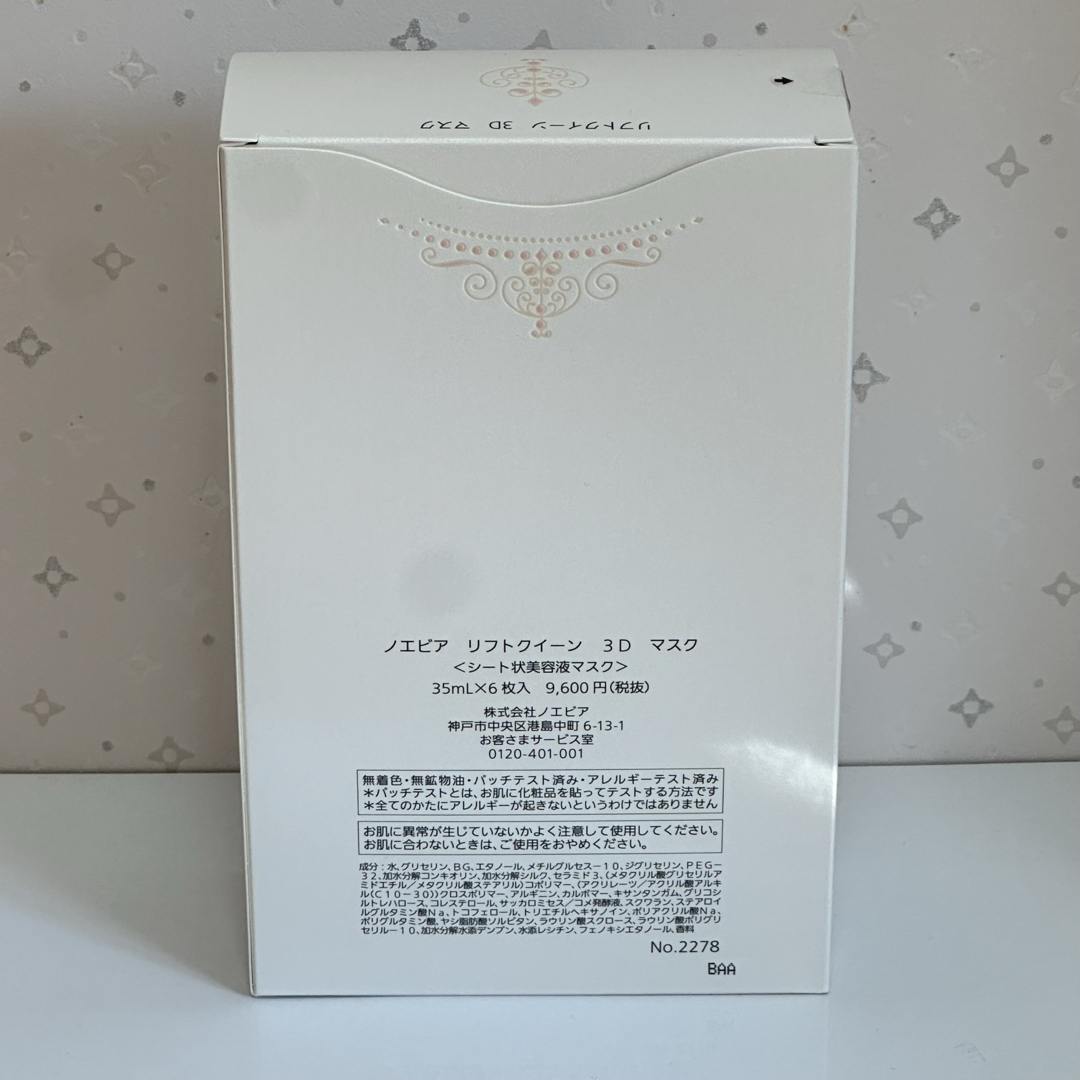 リフトクイーン 3D マスク
ノエビア リフトクイーン 3D マスク
<シート状美容液マスク>
35mL×6枚入 9,600円(税抜)
株式会社ノエビア
神戸市中央区港島中町6-13-1
お客さまサービス室
0120-401-001
無着色・無鉱物油・パッチテスト済み・アレルギーテスト済み
*パッチテストとは、お肌に化粧品を貼ってテストする方法です
*全てのかたにアレルギーが起きないというわけではありません
お肌に異常が生じていないかよく注意して使用してください。
お肌に合わないときは、ご使用をおやめください。
成分:水、グリセリン、BG、エタノール、メチルグルセス-10、ジグリセリン、PEG-
32、加水分解コンキオリン、加水分解シルク、セラミド3、(メタクリル酸グリセリルア
ミドエチル/メタクリル酸ステアリル)コポリマー、(アクリレーツ/アクリル酸アルキ
ル(C10-30))クロスポリマー、アルギニン、カルボマー、キサンタンガム、グリコシ
ルトレハロース、コレステロール、サッカロミセス/コメ発酵液、スクワラン、ステアロイ
ルグルタミン酸Na、トコフェロール、トリエチルヘキサノイン、ポリアクリル酸Na、
ポリグルタミン酸、ヤシ脂肪酸ソルビタン、ラウリン酸スクロース、ラウリン酸ポリグリ
セリル-10、加水分解水添デンプン、水添レシチン、フェノキシエタノール、香料
No.2278
BAA